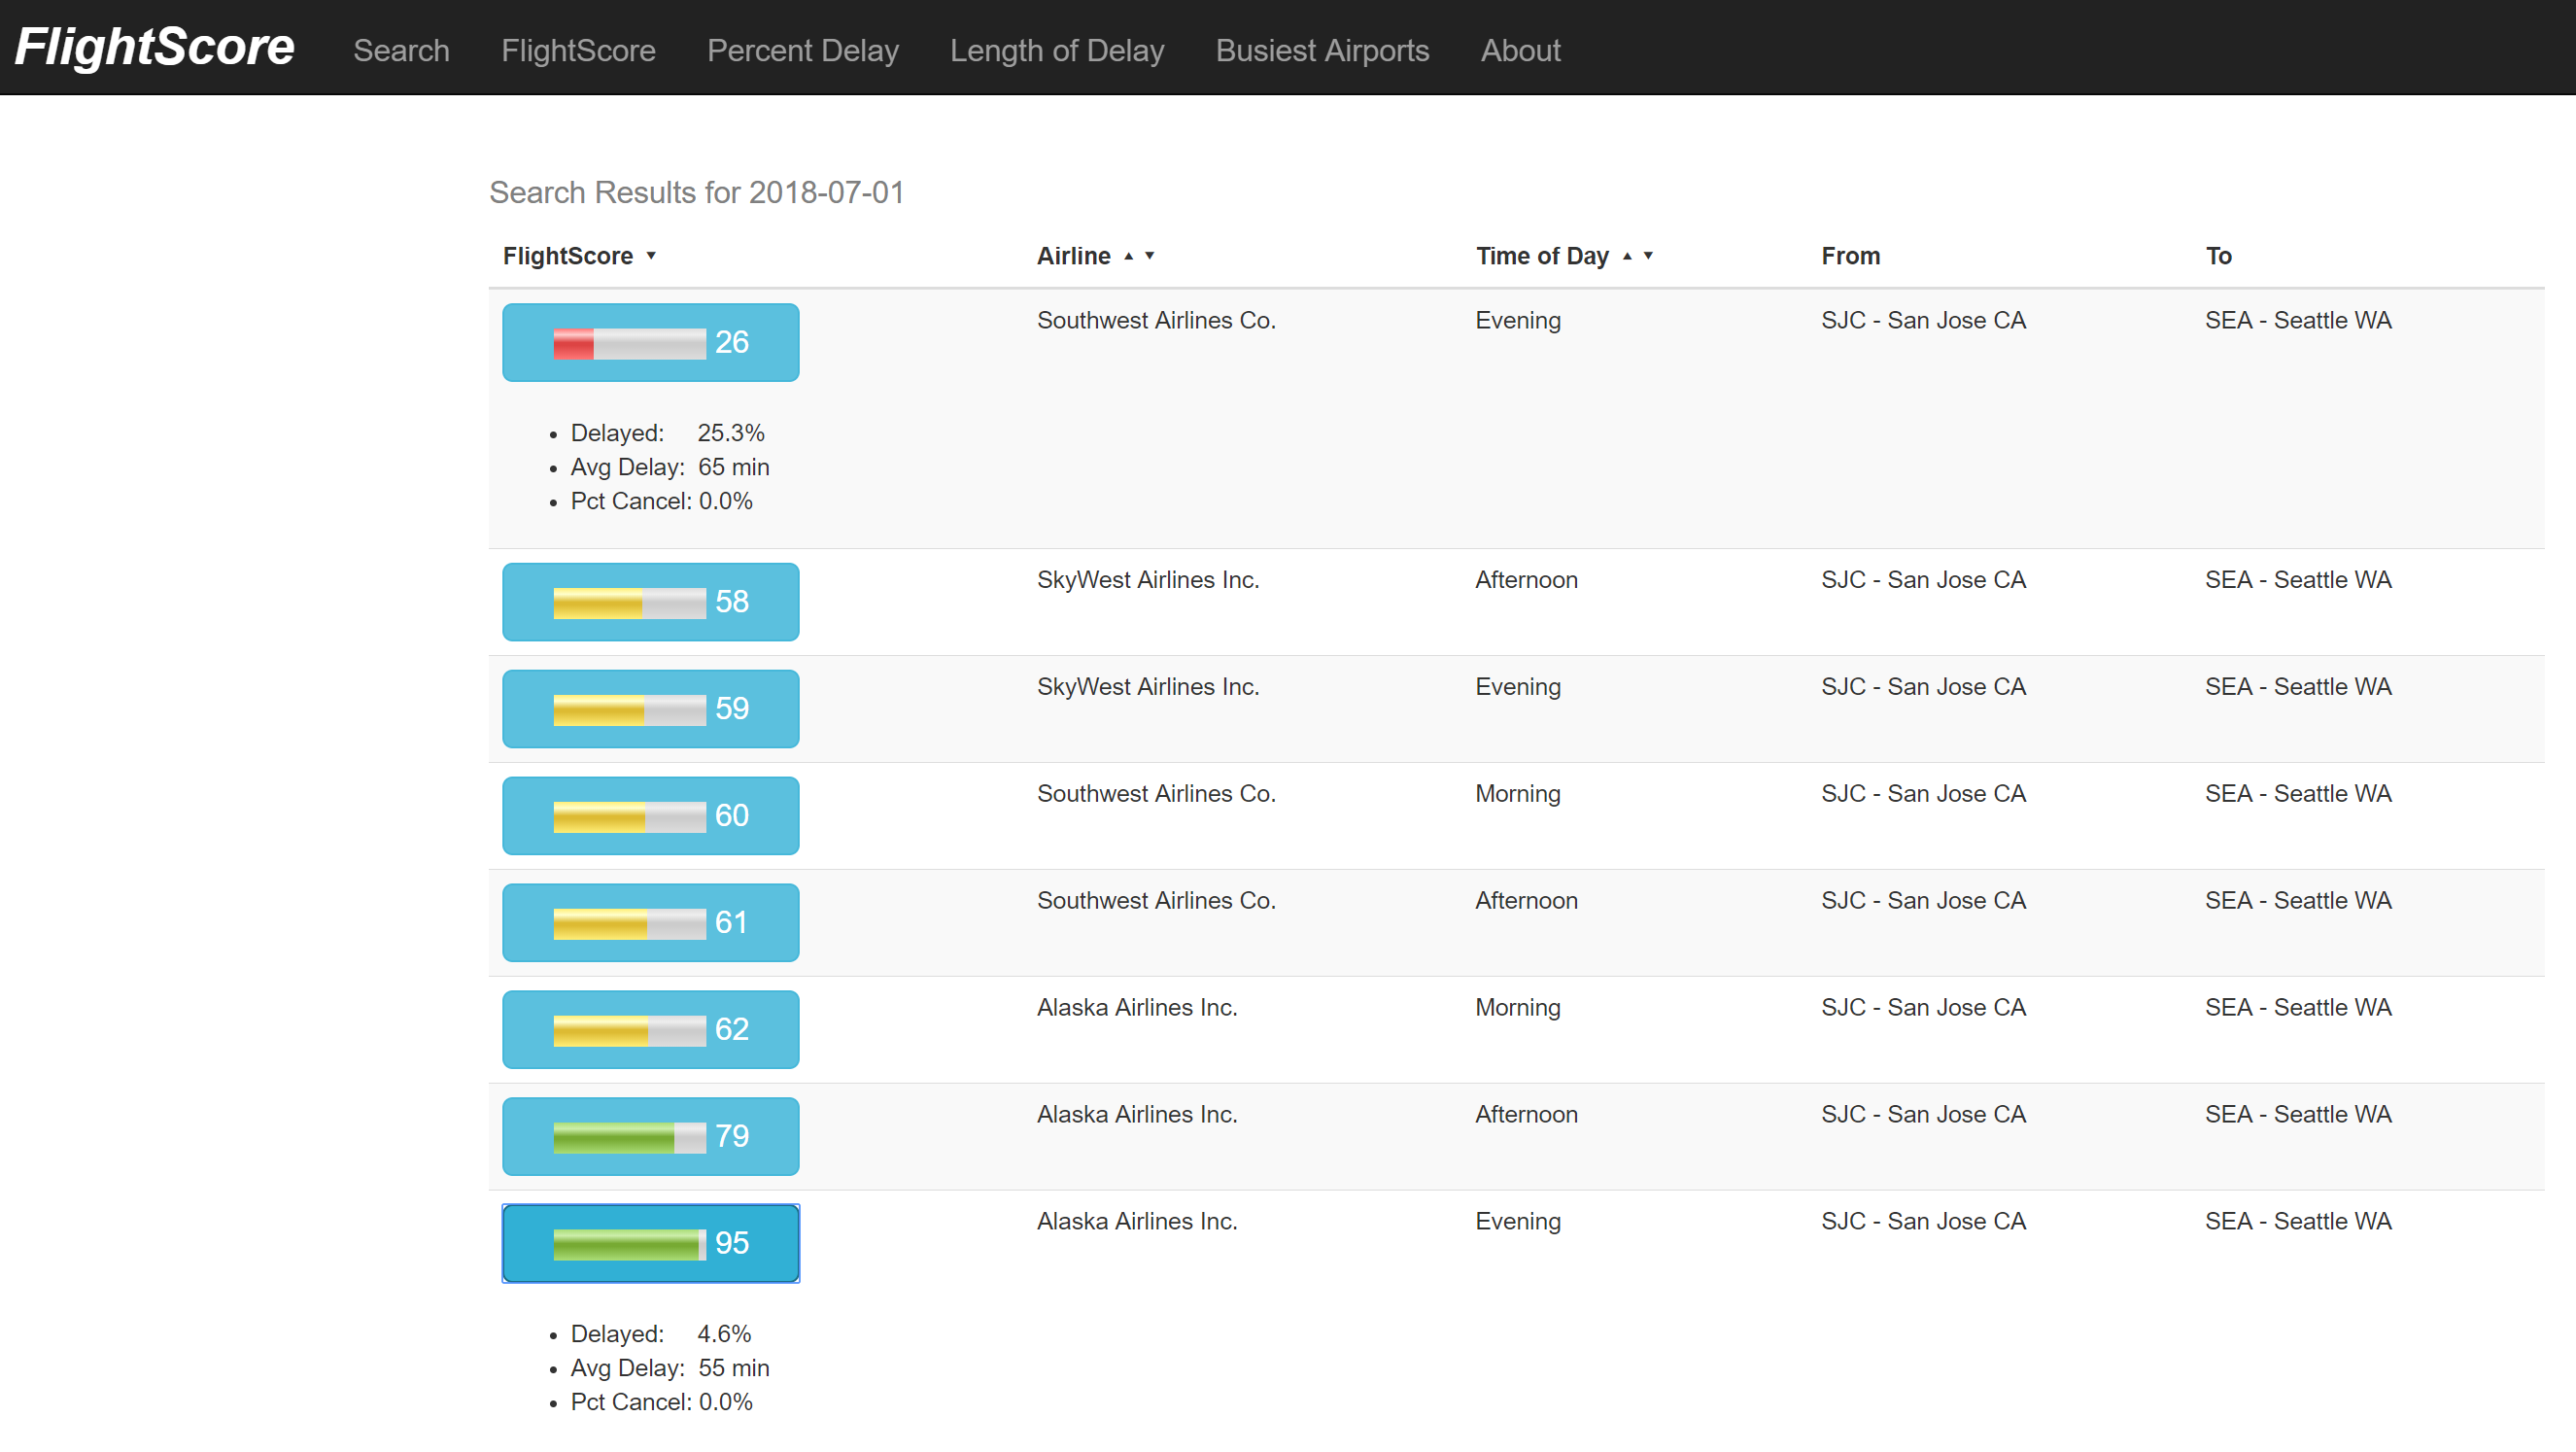 FlightScore Search FlightScore Percent Delay Length of Delay Busiest Airports About
Search Results for 2018-07-01
FlightScore ▼ Airline ▲ ▼ Time of Day ▲ ▼ From To
26 Southwest Airlines Co. Evening SJC - San Jose CA SEA - Seattle WA
• Delayed: 25.3%
• Avg Delay: 65 min
• Pct Cancel: 0.0%
58 SkyWest Airlines Inc. Afternoon SJC - San Jose CA SEA - Seattle WA
59 SkyWest Airlines Inc. Evening SJC - San Jose CA SEA - Seattle WA
60 Southwest Airlines Co. Morning SJC - San Jose CA SEA - Seattle WA
61 Southwest Airlines Co. Afternoon SJC - San Jose CA SEA - Seattle WA
62 Alaska Airlines Inc. Morning SJC - San Jose CA SEA - Seattle WA
79 Alaska Airlines Inc. Afternoon SJC - San Jose CA SEA - Seattle WA
95 Alaska Airlines Inc. Evening SJC - San Jose CA SEA - Seattle WA
• Delayed: 4.6%
• Avg Delay: 55 min
• Pct Cancel: 0.0%